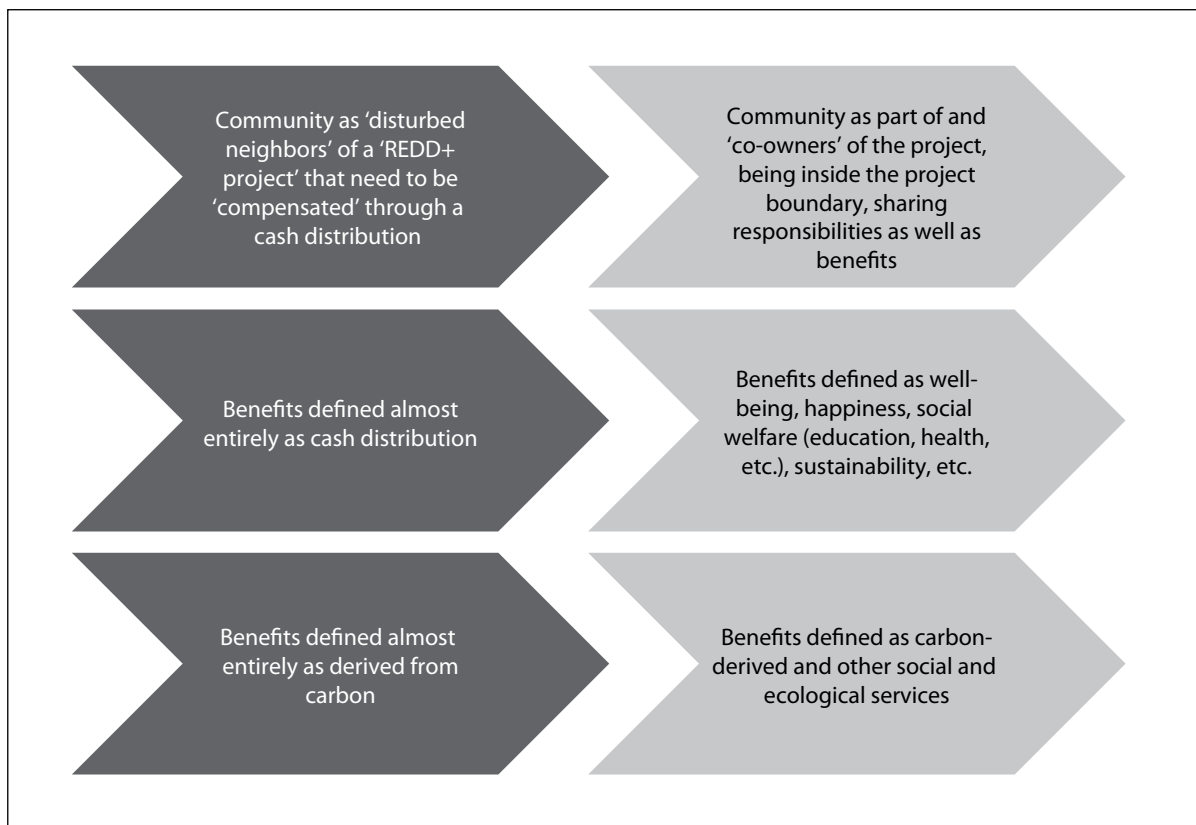 Community as ‘disturbed
neighbors’ of a ‘REDD+
project’ that need to be
‘compensated’ through a
cash distribution
Community as part of and
‘co-owners’ of the project,
being inside the project
boundary, sharing
responsibilities as well as
benefits
Benefits defined almost
entirely as cash distribution
Benefits defined as well-
being, happiness, social
welfare (education, health,
etc.), sustainability, etc.
Benefits defined almost
entirely as derived from
carbon
Benefits defined as carbon-
derived and other social and
ecological services